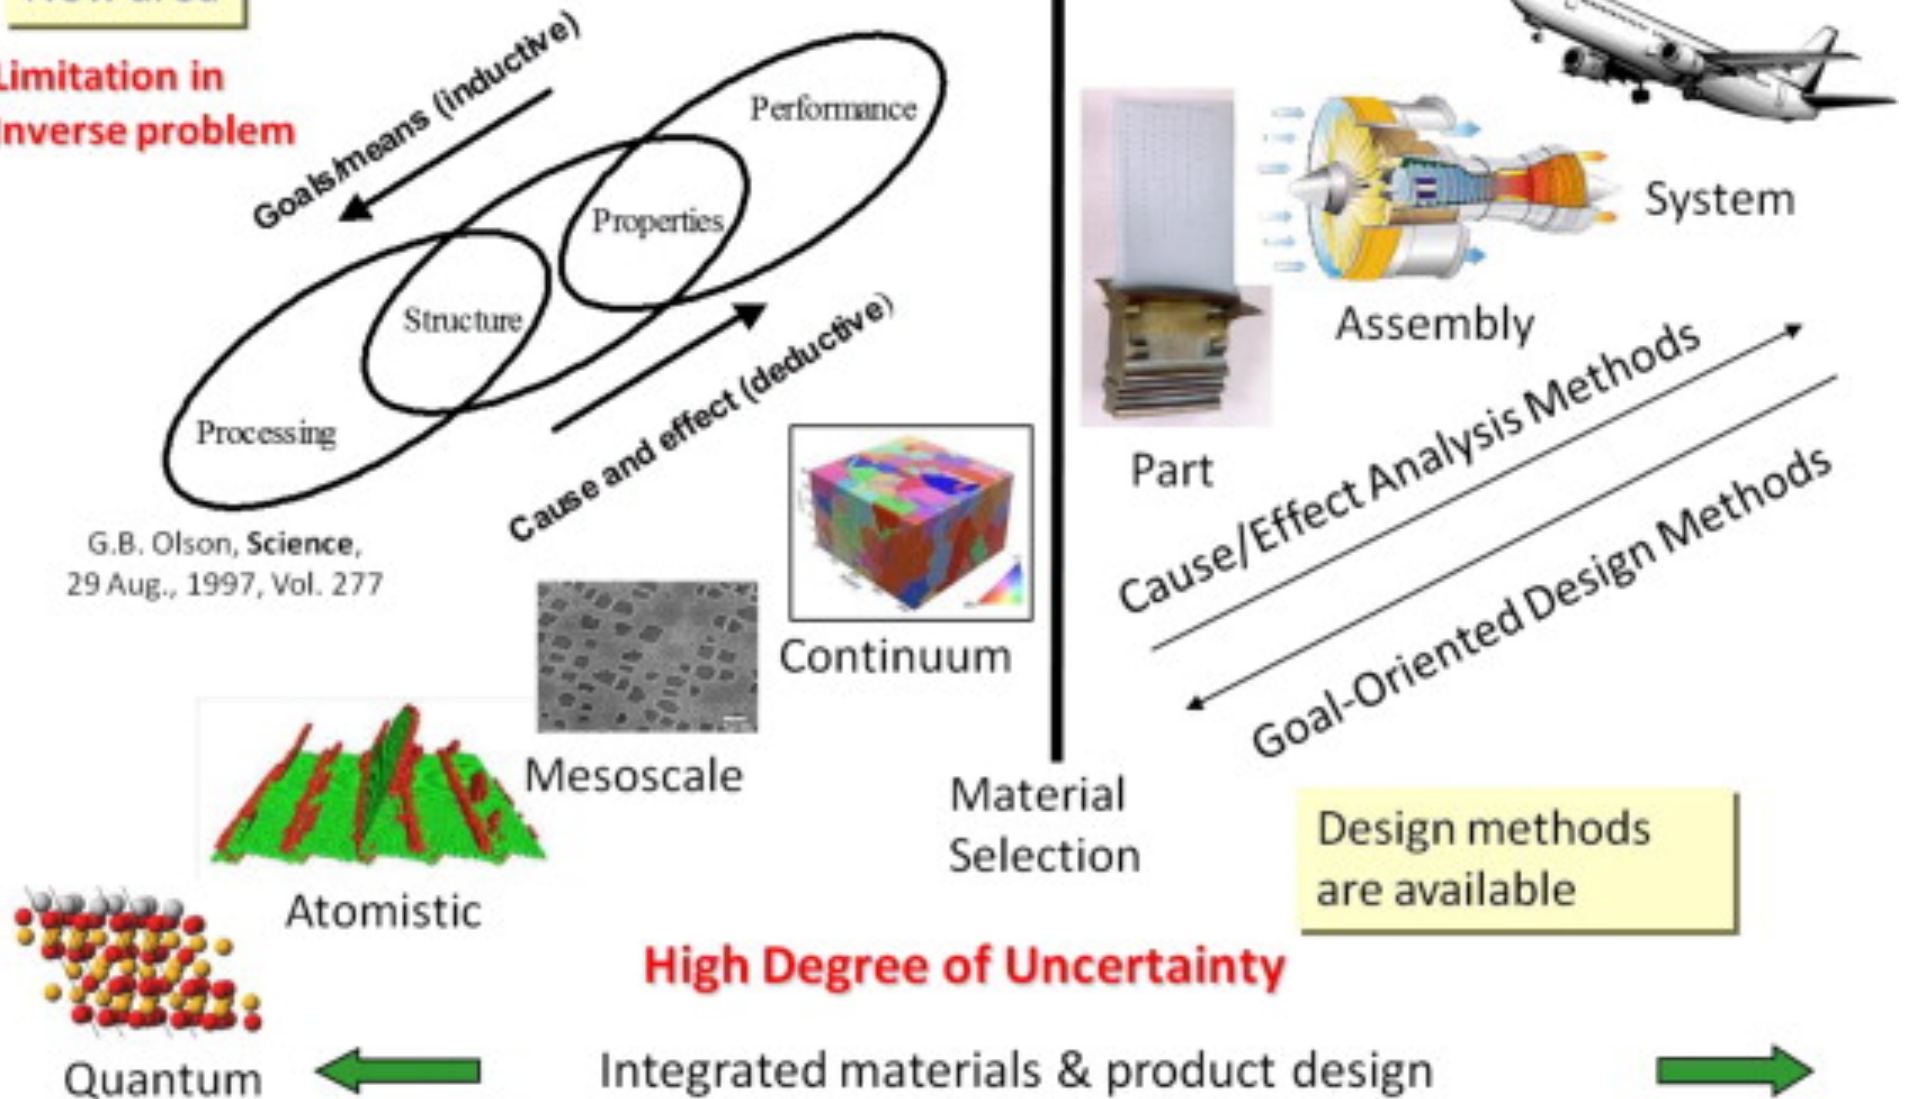 Limitation in
Inverse problem
Goals/means (inductive)
Performance
Properties
Structure
Processing
Cause and effect (deductive)
G.B. Olson, Science,
29 Aug., 1997, Vol. 277
Continuum
Mesoscale
Atomistic
Quantum
Material
Selection
System
Assembly
Part
Cause/Effect Analysis Methods
Goal-Oriented Design Methods
Design methods
are available
High Degree of Uncertainty
Integrated materials & product design